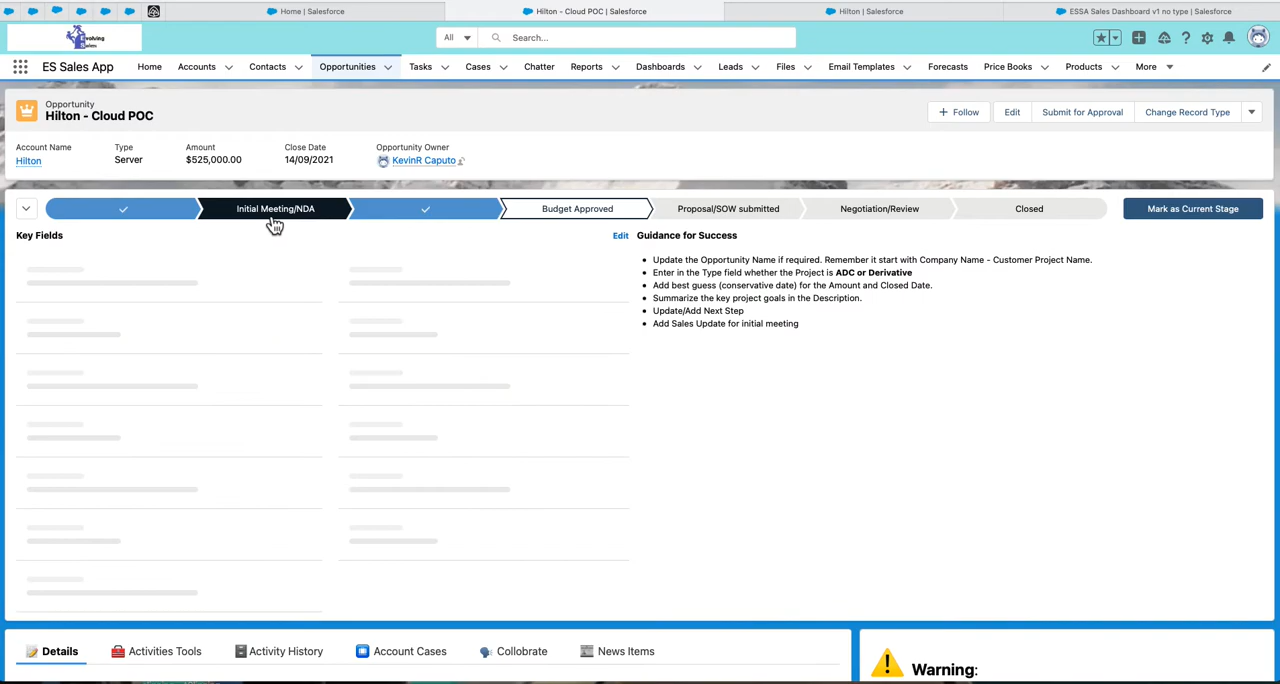 Home | Salesforce
Hilton - Cloud POC | Salesforce
Hilton | Salesforce
ESSA Sales Dashboard v1 no type | Salesforce
Evolving Sales
All
Search...
ES Sales App
Home
Accounts
Contacts
Opportunities
Tasks
Cases
Chatter
Reports
Dashboards
Leads
Files
Email Templates
Forecasts
Price Books
Products
More
Opportunity
Hilton - Cloud POC
+ Follow
Edit
Submit for Approval
Change Record Type
Account Name
Type
Amount
Close Date
Opportunity Owner
Hilton
Server
$525,000.00
14/09/2021
KevinR Caputo
Initial Meeting/NDA
Budget Approved
Proposal/SOW submitted
Negotiation/Review
Closed
Mark as Current Stage
Key Fields
Edit
Guidance for Success
• Update the Opportunity Name if required. Remember it start with Company Name - Customer Project Name.
• Enter in the Type field whether the Project is ADC or Derivative
• Add best guess (conservative date) for the Amount and Closed Date.
• Summarize the key project goals in the Description.
• Update/Add Next Step
• Add Sales Update for initial meeting
Details
Activities Tools
Activity History
Account Cases
Collobrate
News Items
Warning: